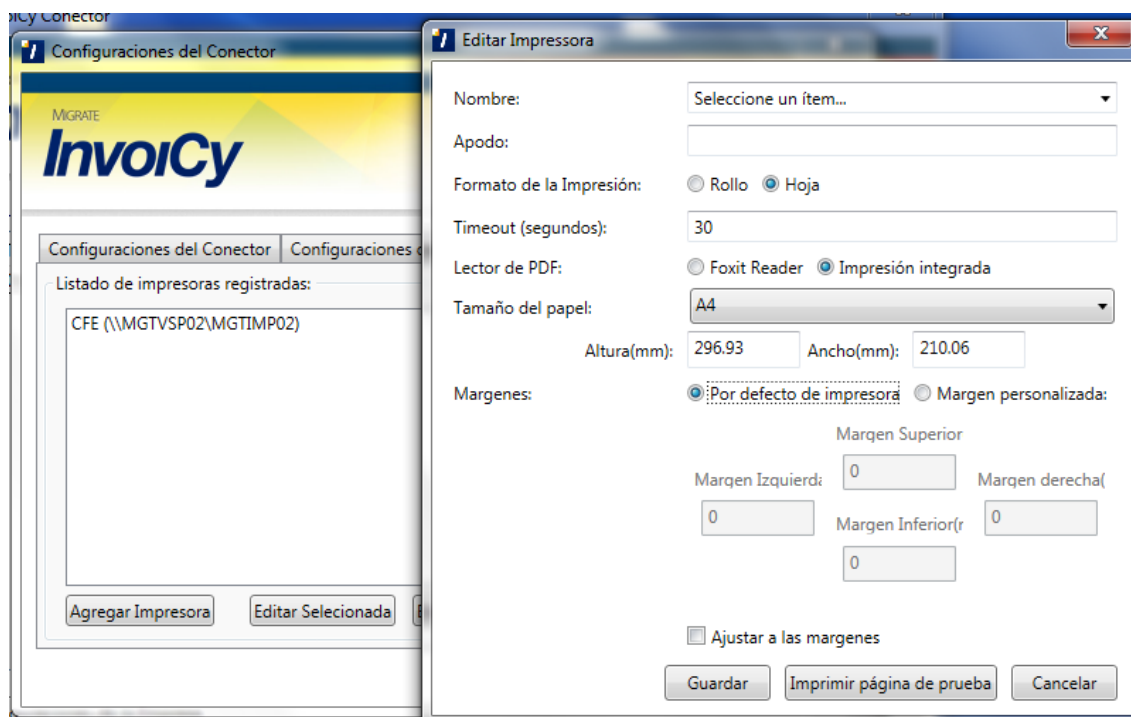 Conector
Configuraciones del Conector
MIGRATE
InvoiCy
Configuraciones del Conector
Configuraciones
Listado de impresoras registradas:
CFE (\\MGTVSP02\MGTIMP02)
Agregar Impresora
Editar Selecionada
Editar Impressora
Nombre:
Seleccione un ítem...
Apodo:
Formato de la Impresión:
Rollo
Hoja
Timeout (segundos):
30
Lector de PDF:
Foxit Reader
Impresión integrada
Tamaño del papel:
A4
Altura(mm):
296.93
Ancho(mm):
210.06
Margenes:
Por defecto de impresora
Margen personalizada:
Margen Superior
0
Margen Izquierda
Margen derecha(
0
Margen Inferior(r
0
0
Ajustar a las margenes
Guardar
Imprimir página de prueba
Cancelar